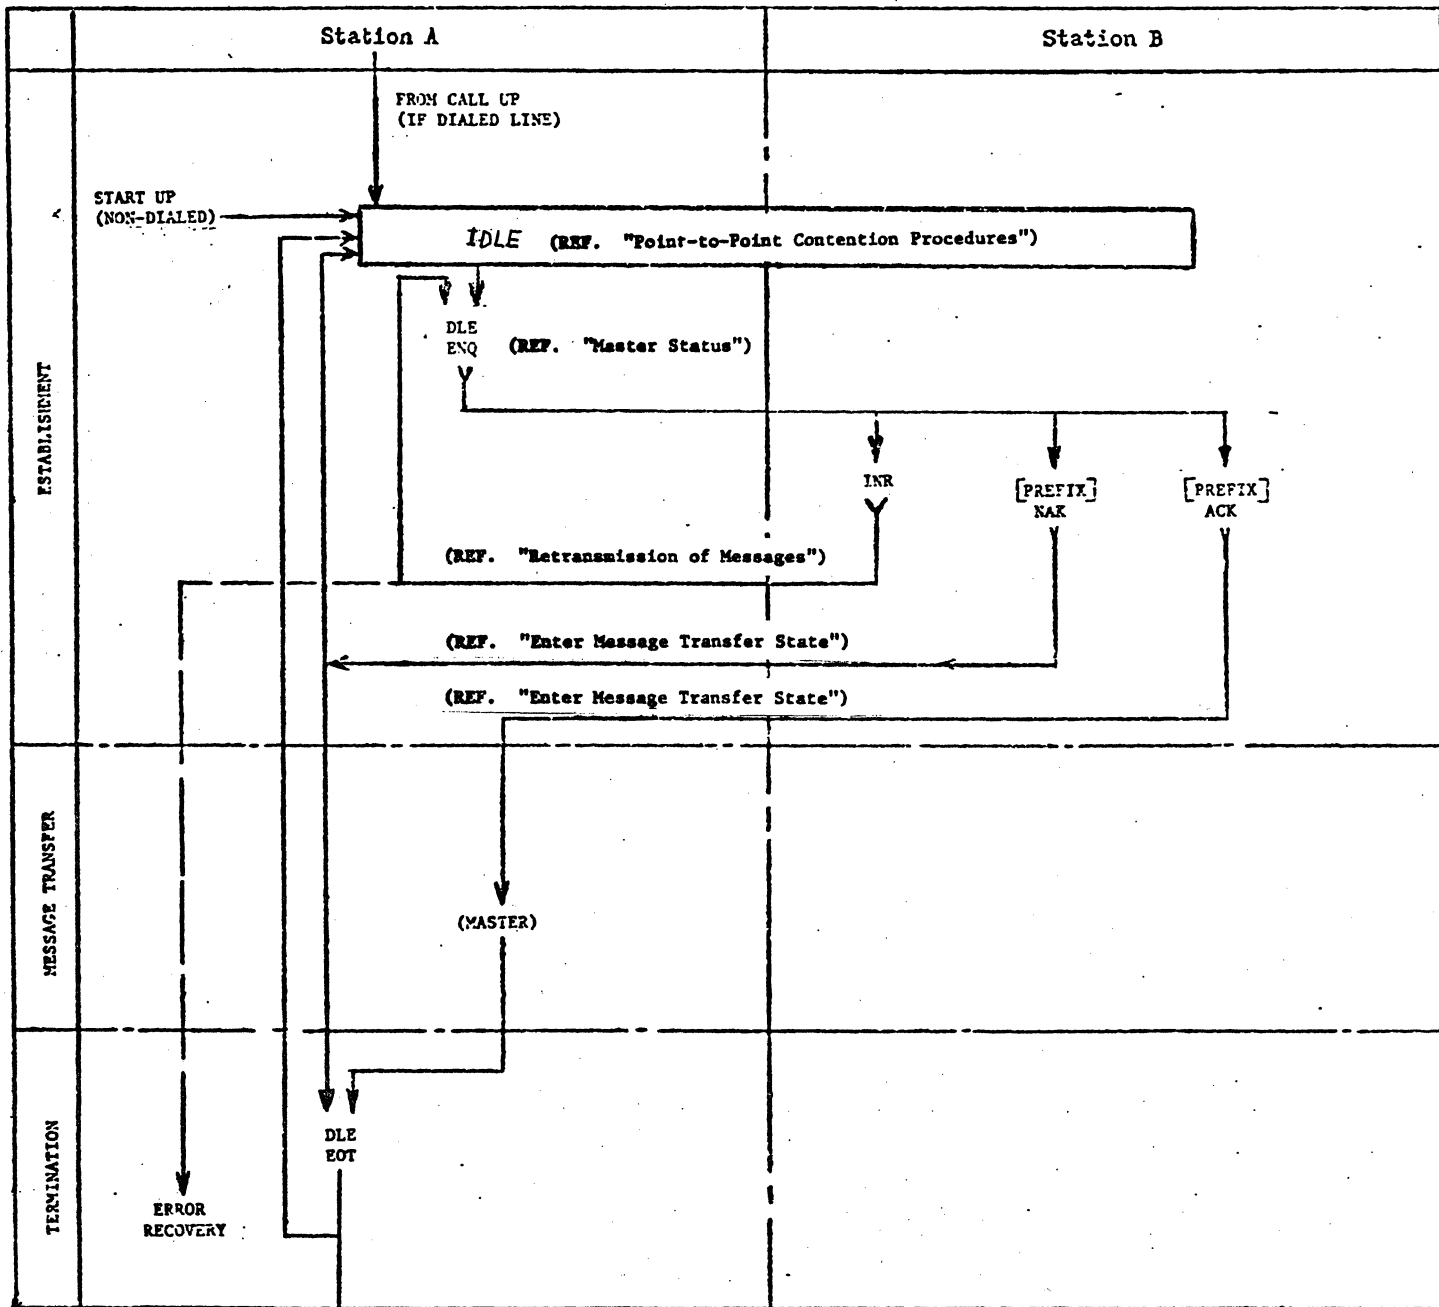 Station A
Station B
FROM CALL UP
(IF DIALED LINE)
START UP
(NON-DIALED)
IDLE (REF. "Point-to-Point Contention Procedures")
DLE
ENQ (REF. "Master Status")
ESTABLISHMENT
INR
[PREFIX]
NAK
[PREFIX]
ACK
(REF. "Retransmission of Messages")
(REF. "Enter Message Transfer State")
(REF. "Enter Message Transfer State")
MESSAGE TRANSFER
(MASTER)
TERMINATION
DLE
EOT
ERROR
RECOVERY